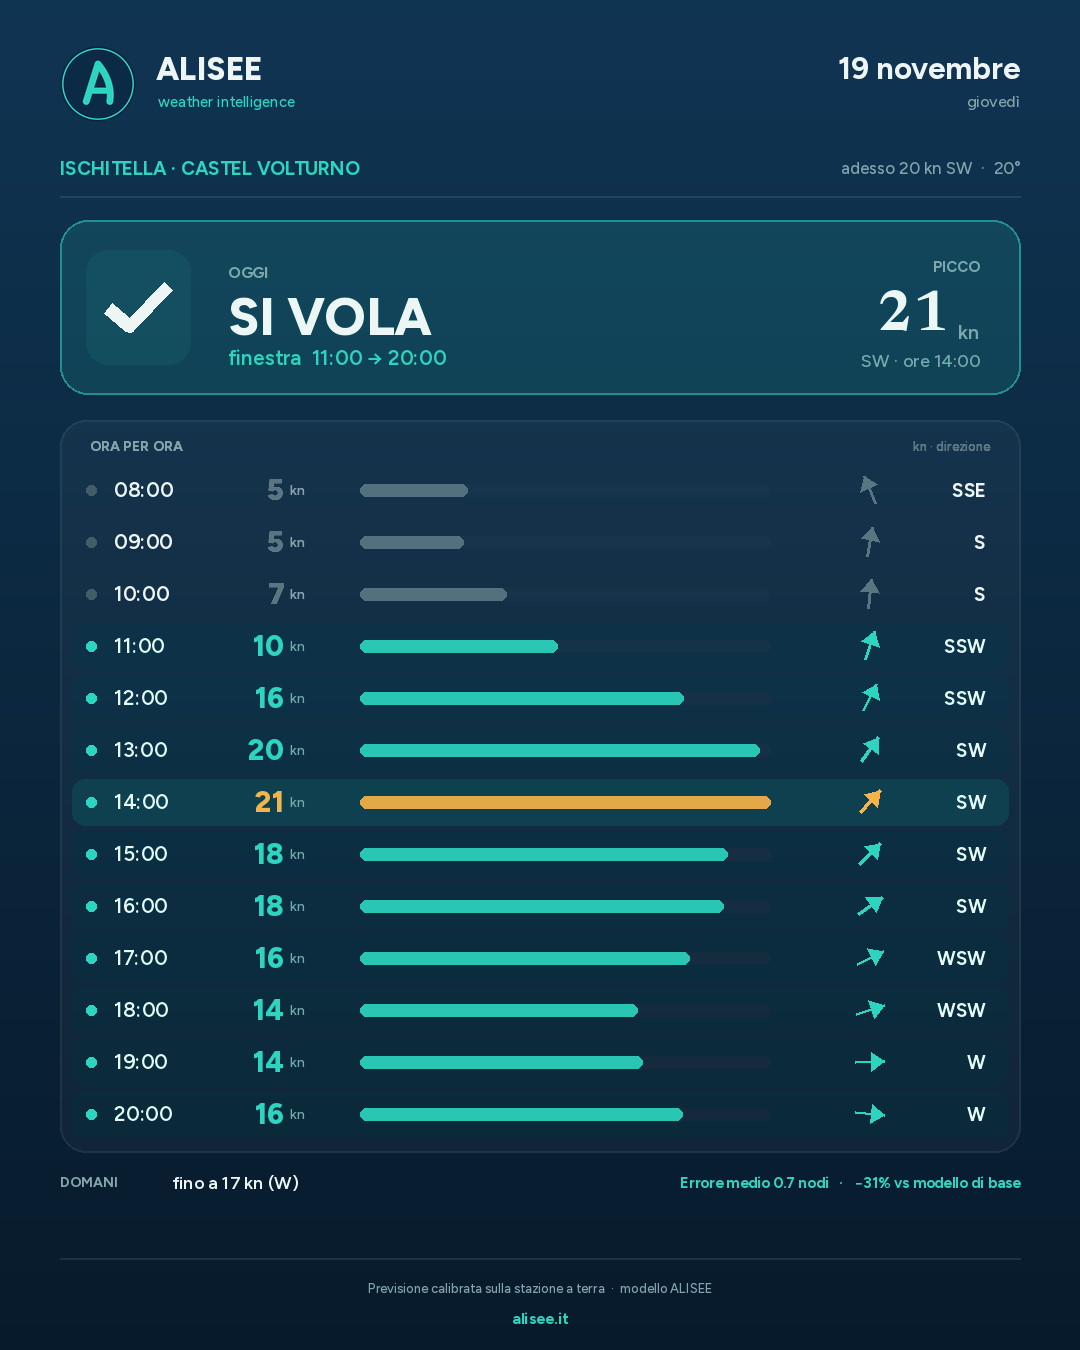 A
ALISEE
weather intelligence
19 novembre
giovedì
ISCHITELLA · CASTEL VOLTURNO
adesso 20 kn SW · 20°
OGGI
SI VOLA
finestra 11:00 → 20:00
PICCO
21 kn
SW · ore 14:00
ORA PER ORA
kn · direzione
08:00 5 kn SSE
09:00 5 kn S
10:00 7 kn S
11:00 10 kn SSW
12:00 16 kn SSW
13:00 20 kn SW
14:00 21 kn SW
15:00 18 kn SW
16:00 18 kn SW
17:00 16 kn WSW
18:00 14 kn WSW
19:00 14 kn W
20:00 16 kn W
DOMANI fino a 17 kn (W)
Errore medio 0.7 nodi · −31% vs modello di base
Previsione calibrata sulla stazione a terra · modello ALISEE
alisee.it